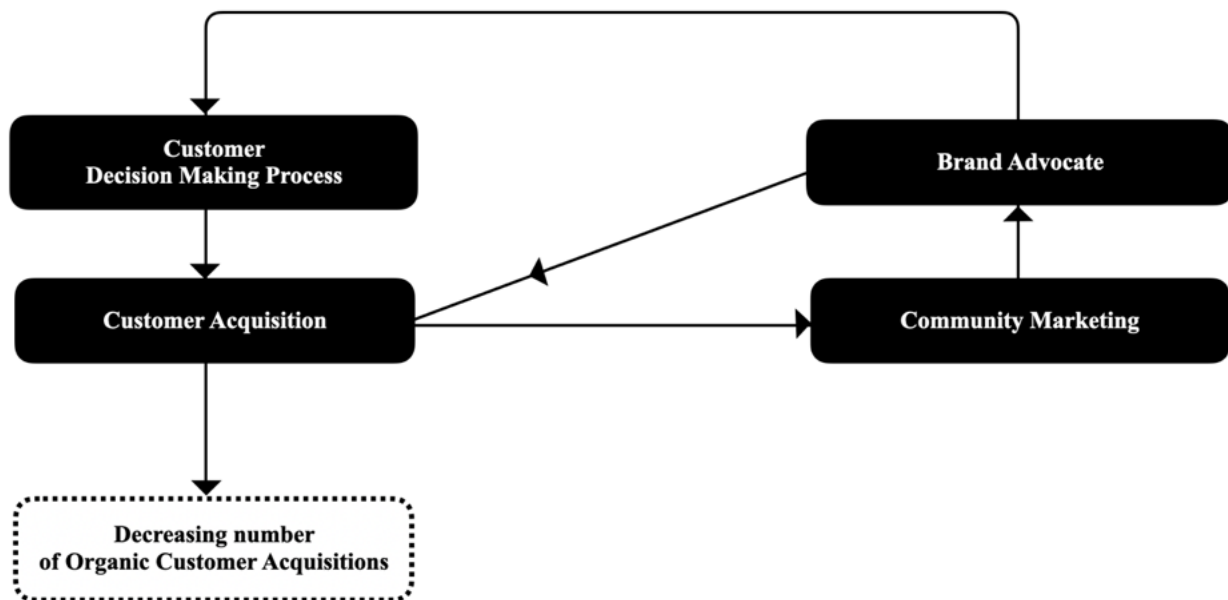 Customer
Decision Making Process
Brand Advocate
Customer Acquisition
Community Marketing
Decreasing number
of Organic Customer Acquisitions